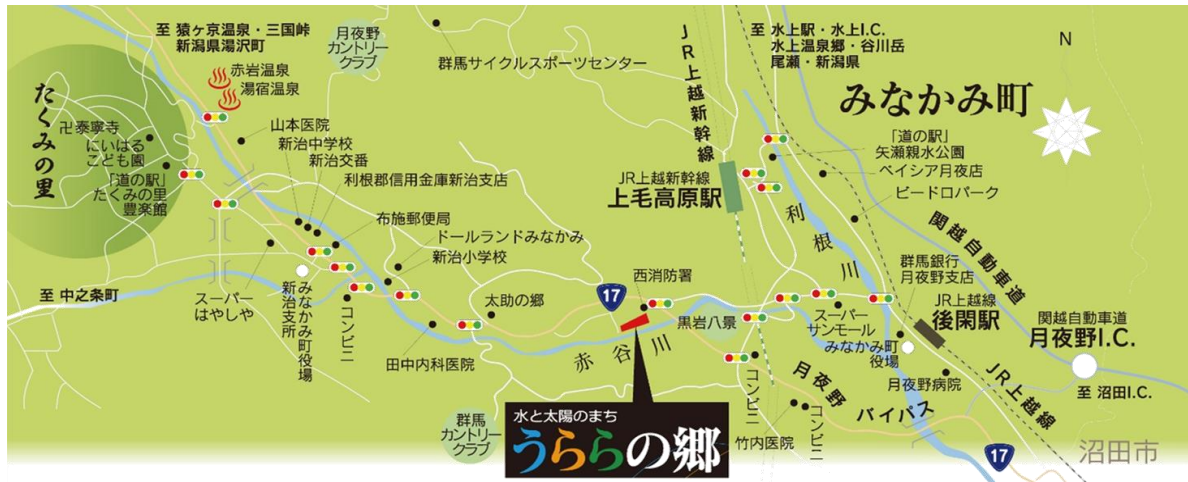 至 猿ヶ京温泉・三国峠
新潟県湯沢町
月夜野
カントリー
クラブ
群馬サイクルスポーツセンター
JR上越新幹線
至 水上駅・水上I.C.
水上温泉郷・谷川岳
尾瀬・新潟県
N
みなかみ町
赤岩温泉
湯宿温泉
たくみの里
卍泰寧寺
にいはる
こども園
「道の駅」
たくみの里
豊楽館
山本医院
新治中学校
新治交番
利根郡信用金庫新治支店
布施郵便局
ドールランドみなかみ
新治小学校
JR上越新幹線
上毛高原駅
「道の駅」
矢瀬親水公園
ベイシア月夜店
ビードロパーク
利根川
関越自動車道
群馬銀行
月夜野支店
JR上越線
後閑駅
関越自動車道
月夜野I.C.
至 沼田I.C.
至 中之条町
スーパー
はやしや
みなかみ町役場
新治支所
コンビニ
田中内科医院
太助の郷
17
西消防署
黒岩八景
赤谷川
スーパー
サンモール
みなかみ町
役場
月夜野病院
JR上越線
コンビニ
月夜野
バイパス
竹内医院
コンビニ
群馬
カントリー
クラブ
水と太陽のまち
うららの郷
17
沼田市